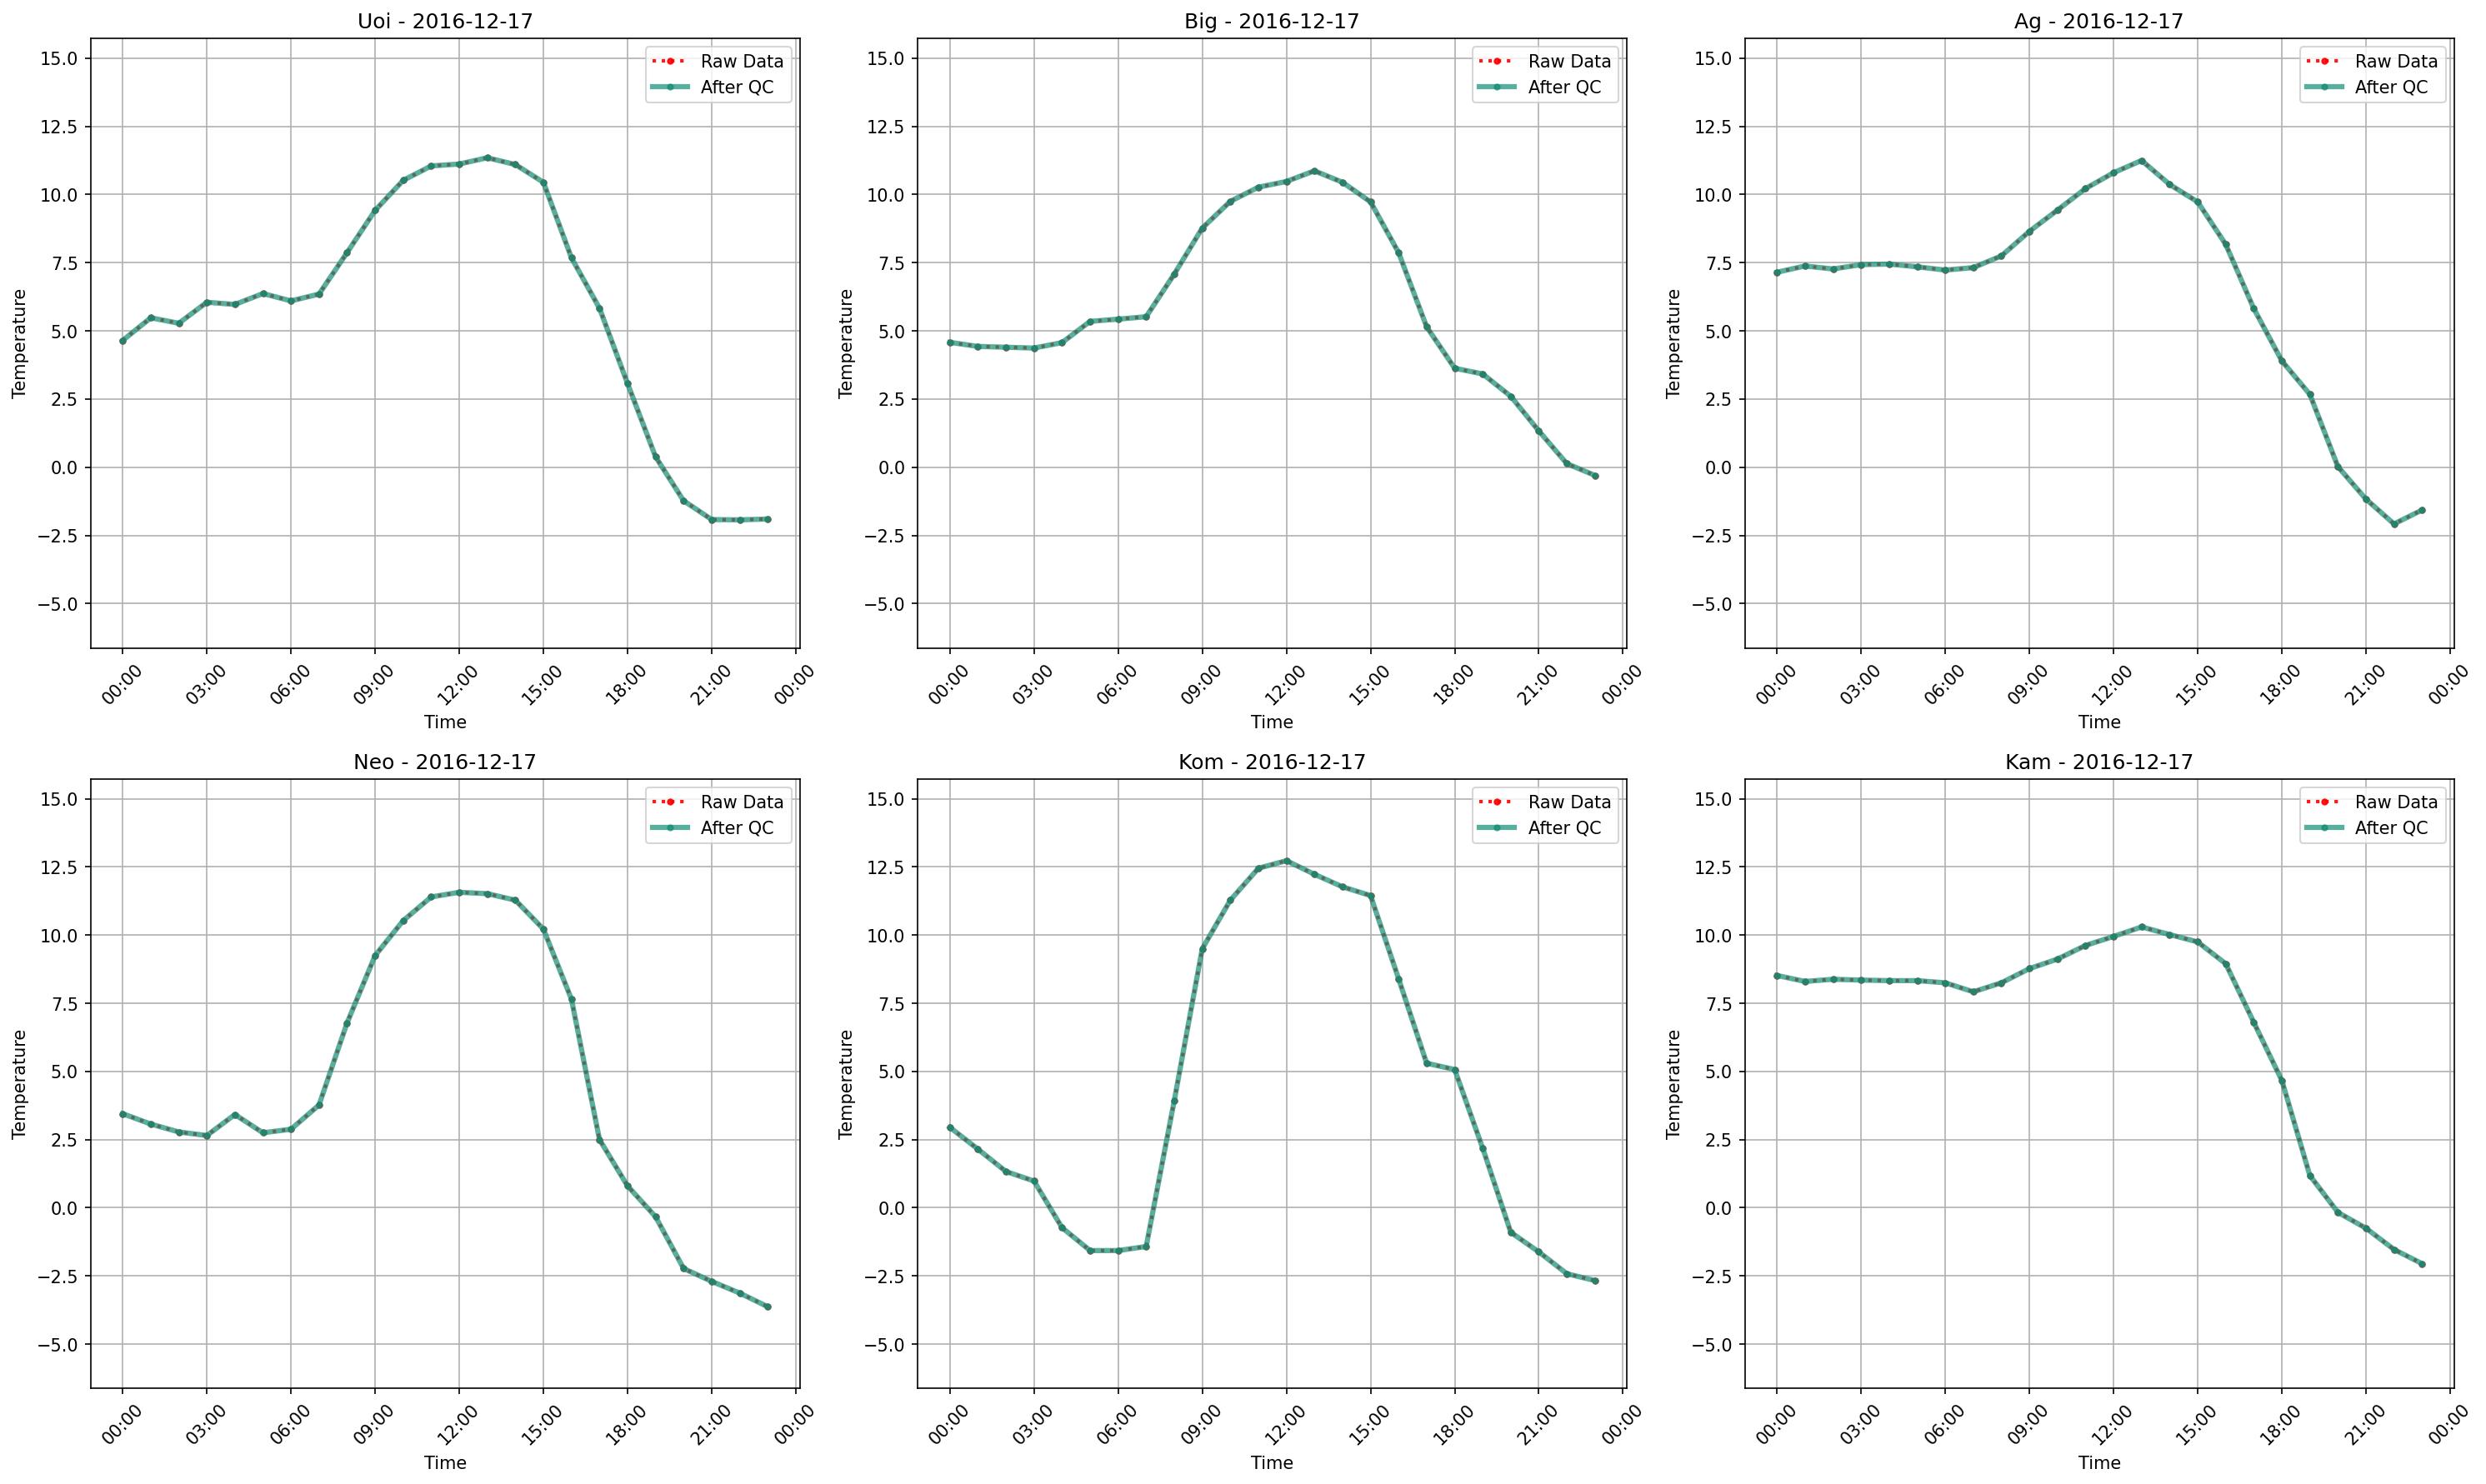 Uoi - 2016-12-17
15.0
12.5
10.0
7.5
5.0
2.5
0.0
−2.5
−5.0
Temperature
Raw Data
After QC
00:00 03:00 06:00 09:00 12:00 15:00 18:00 21:00 00:00
Time
Big - 2016-12-17
15.0
12.5
10.0
7.5
5.0
2.5
0.0
−2.5
−5.0
Temperature
Raw Data
After QC
00:00 03:00 06:00 09:00 12:00 15:00 18:00 21:00 00:00
Time
Ag - 2016-12-17
15.0
12.5
10.0
7.5
5.0
2.5
0.0
−2.5
−5.0
Temperature
Raw Data
After QC
00:00 03:00 06:00 09:00 12:00 15:00 18:00 21:00 00:00
Time
Neo - 2016-12-17
15.0
12.5
10.0
7.5
5.0
2.5
0.0
−2.5
−5.0
Temperature
Raw Data
After QC
00:00 03:00 06:00 09:00 12:00 15:00 18:00 21:00 00:00
Time
Kom - 2016-12-17
15.0
12.5
10.0
7.5
5.0
2.5
0.0
−2.5
−5.0
Temperature
Raw Data
After QC
00:00 03:00 06:00 09:00 12:00 15:00 18:00 21:00 00:00
Time
Kam - 2016-12-17
15.0
12.5
10.0
7.5
5.0
2.5
0.0
−2.5
−5.0
Temperature
Raw Data
After QC
00:00 03:00 06:00 09:00 12:00 15:00 18:00 21:00 00:00
Time